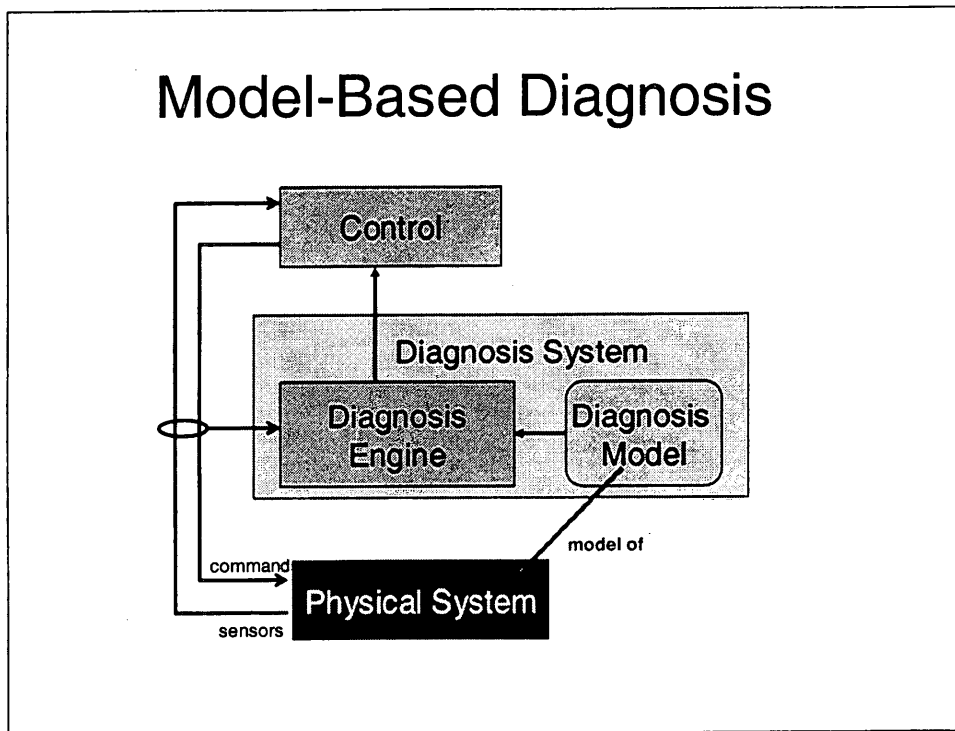 Model-Based Diagnosis
Control
Diagnosis System
Diagnosis
Engine
Diagnosis
Model
model of
command
Physical System
sensors